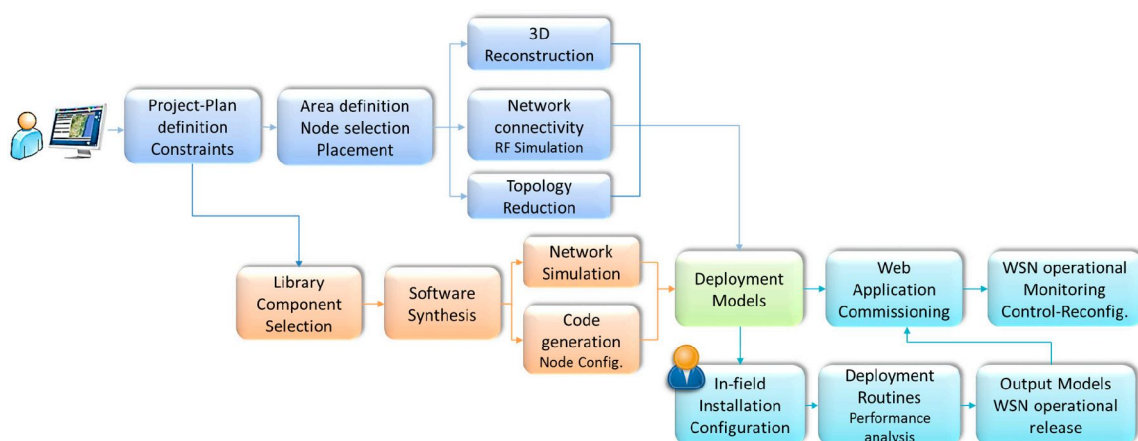 3D
Reconstruction
Project-Plan
definition
Constraints
Area definition
Node selection
Placement
Network
connectivity
RF Simulation
Topology
Reduction
Library
Component
Selection
Software
Synthesis
Network
Simulation
Code
generation
Node Config.
Deployment
Models
Web
Application
Commissioning
WSN operational
Monitoring
Control-Reconfig.
In-field
Installation
Configuration
Deployment
Routines
Performance
analysis
Output Models
WSN operational
release